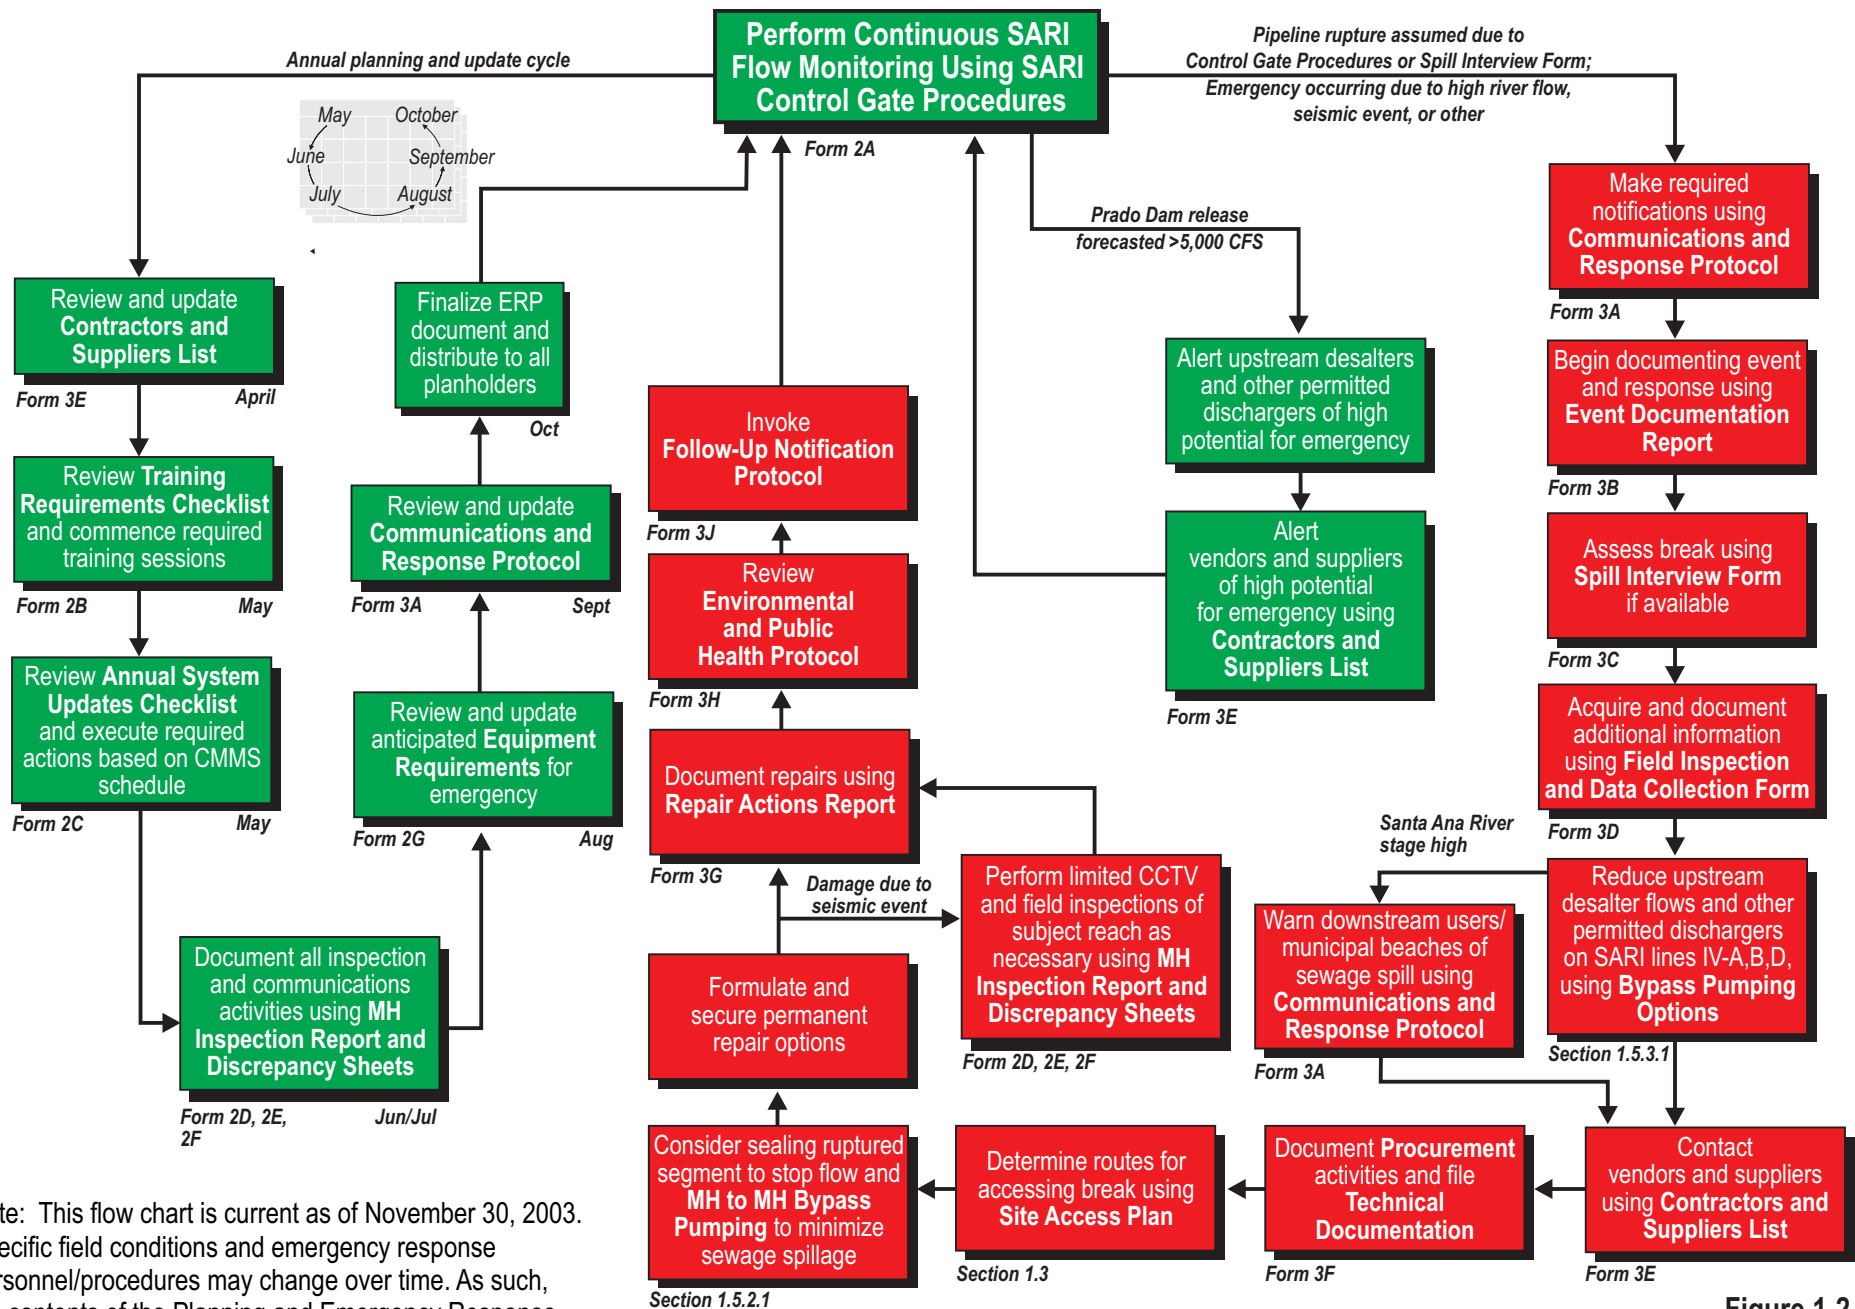 Perform Continuous SARI
Flow Monitoring Using SARI
Control Gate Procedures
Form 2A
Annual planning and update cycle
May
October
June
September
July
August
Pipeline rupture assumed due to
Control Gate Procedures or Spill Interview Form;
Emergency occurring due to high river flow,
seismic event, or other
Prado Dam release
forecasted >5,000 CFS
Review and update
Contractors and
Suppliers List
Form 3E
April
Review Training
Requirements Checklist
and commence required
training sessions
Form 2B
May
Review Annual System
Updates Checklist
and execute required
actions based on CMMS
schedule
Form 2C
May
Document all inspection
and communications
activities using MH
Inspection Report and
Discrepancy Sheets
Form 2D, 2E,
2F
Jun/Jul
Review and update
anticipated Equipment
Requirements for
emergency
Form 2G
Aug
Review and update
Communications and
Response Protocol
Form 3A
Sept
Finalize ERP
document and
distribute to all
planholders
Oct
Alert upstream desalters
and other permitted
dischargers of high
potential for emergency
Alert
vendors and suppliers
of high potential
for emergency using
Contractors and
Suppliers List
Form 3E
Make required
notifications using
Communications and
Response Protocol
Form 3A
Begin documenting event
and response using
Event Documentation
Report
Form 3B
Assess break using
Spill Interview Form
if available
Form 3C
Acquire and document
additional information
using Field Inspection
and Data Collection Form
Form 3D
Santa Ana River
stage high
Reduce upstream
desalter flows and other
permitted dischargers
on SARI lines IV-A,B,D,
using Bypass Pumping
Options
Section 1.5.3.1
Warn downstream users/
municipal beaches of
sewage spill using
Communications and
Response Protocol
Form 3A
Contact
vendors and suppliers
using Contractors and
Suppliers List
Form 3E
Document Procurement
activities and file
Technical
Documentation
Form 3F
Determine routes for
accessing break using
Site Access Plan
Section 1.3
Consider sealing ruptured
segment to stop flow and
MH to MH Bypass
Pumping to minimize
sewage spillage
Section 1.5.2.1
Formulate and
secure permanent
repair options
Damage due to
seismic event
Perform limited CCTV
and field inspections of
subject reach as
necessary using MH
Inspection Report and
Discrepancy Sheets
Form 2D, 2E, 2F
Document repairs using
Repair Actions Report
Form 3G
Review
Environmental
and Public
Health Protocol
Form 3H
Invoke
Follow-Up Notification
Protocol
Form 3J
te: This flow chart is current as of November 30, 2003.
ecific field conditions and emergency response
rsonnel/procedures may change over time. As such,
contents of the Planning and Emergency Response
Figure 1-2